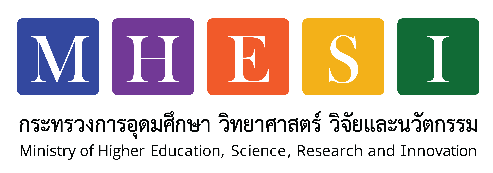 MHESI
กระทรวงการอุดมศึกษา วิทยาศาสตร์ วิจัยและนวัตกรรม
Ministry of Higher Education, Science, Research and Innovation